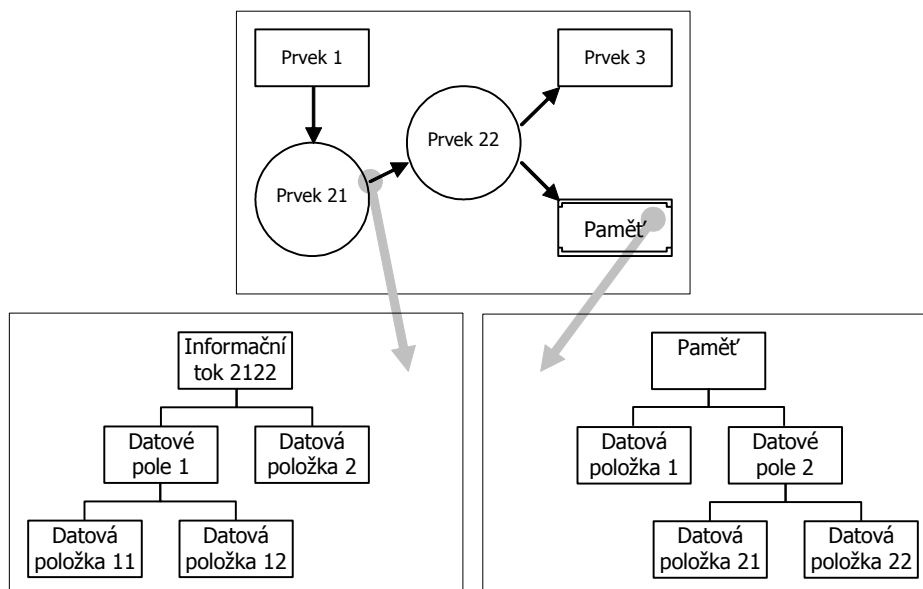 Prvek 1
Prvek 3
Prvek 22
Prvek 21
Paměť
Informační
tok 2122
Paměť
Datové
pole 1
Datová
položka 2
Datová
položka 1
Datové
pole 2
Datová
položka 11
Datová
položka 12
Datová
položka 21
Datová
položka 22